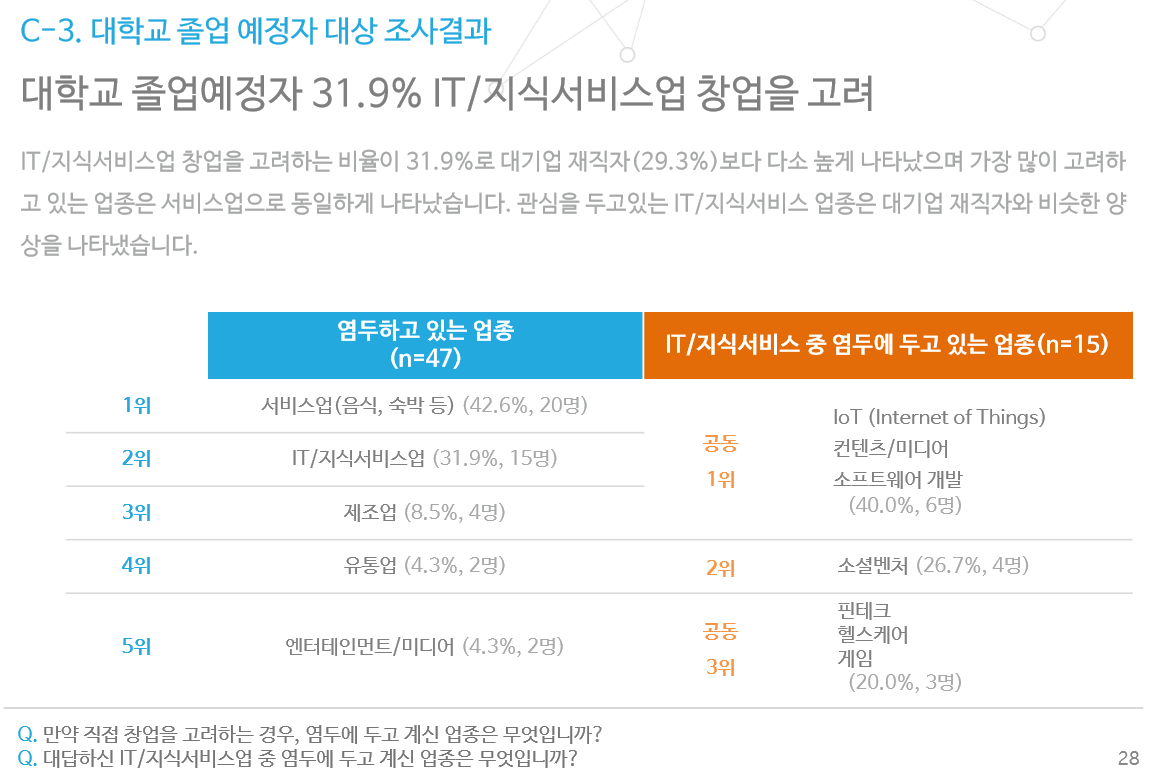 C-3. 대학교 졸업 예정자 대상 조사결과
대학교 졸업예정자 31.9% IT/지식서비스업 창업을 고려
IT/지식서비스업 창업을 고려하는 비율이 31.9%로 대기업 재직자(29.3%)보다 다소 높게 나타났으며 가장 많이 고려하
고 있는 업종은 서비스업으로 동일하게 나타났습니다. 관심을 두고있는 IT/지식서비스 업종은 대기업 재직자와 비슷한 양
상을 나타냈습니다.
염두하고 있는 업종
(n=47)
IT/지식서비스 중 염두에 두고 있는 업종(n=15)
1위
서비스업(음식, 숙박 등) (42.6%, 20명)
2위
IT/지식서비스업 (31.9%, 15명)
3위
제조업 (8.5%, 4명)
공동
1위
IoT (Internet of Things)
컨텐츠/미디어
소프트웨어 개발
(40.0%, 6명)
4위
유통업 (4.3%, 2명)
2위
소셜벤처 (26.7%, 4명)
5위
엔터테인먼트/미디어 (4.3%, 2명)
공동
3위
핀테크
헬스케어
게임
(20.0%, 3명)
Q. 만약 직접 창업을 고려하는 경우, 염두에 두고 계신 업종은 무엇입니까?
Q. 대답하신 IT/지식서비스업 중 염두에 두고 계신 업종은 무엇입니까?
28